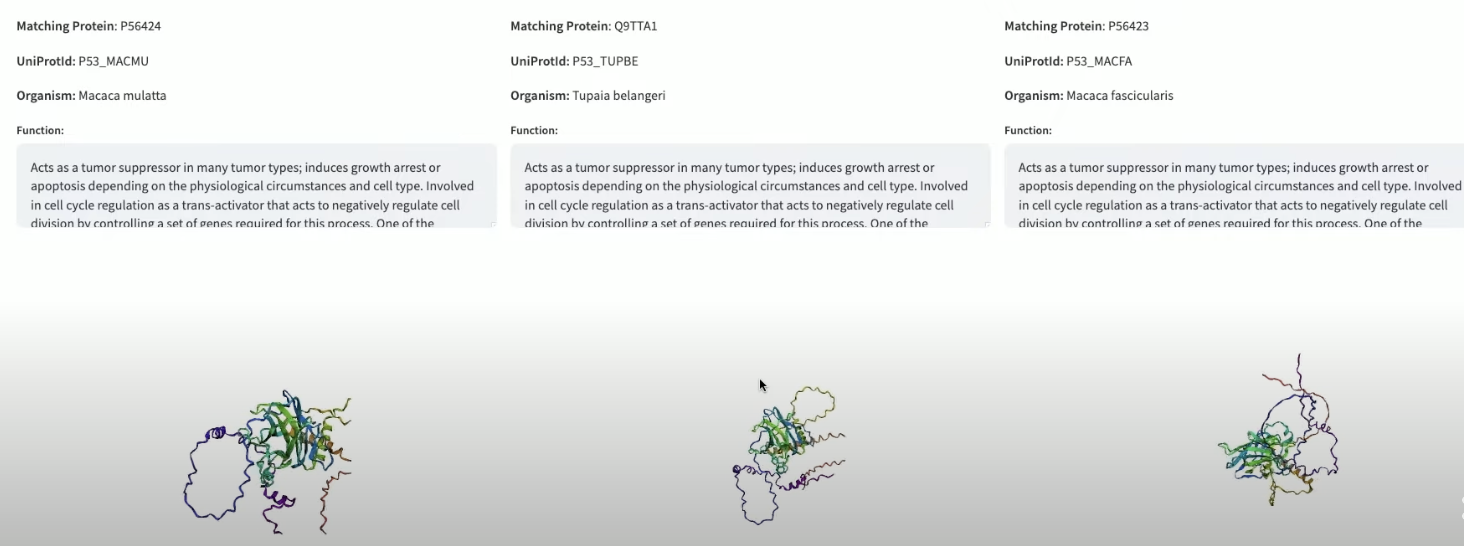 Matching Protein: P56424
UniProtId: P53_MACMU
Organism: Macaca mulatta
Function:
Acts as a tumor suppressor in many tumor types; induces growth arrest or
apoptosis depending on the physiological circumstances and cell type. Involved
in cell cycle regulation as a trans-activator that acts to negatively regulate cell
division by controlling a set of genes required for this process. One of the
Matching Protein: Q9TTA1
UniProtId: P53_TUPBE
Organism: Tupaia belangeri
Function:
Acts as a tumor suppressor in many tumor types; induces growth arrest or
apoptosis depending on the physiological circumstances and cell type. Involved
in cell cycle regulation as a trans-activator that acts to negatively regulate cell
division by controlling a set of genes required for this process. One of the
Matching Protein: P56423
UniProtId: P53_MACFA
Organism: Macaca fascicularis
Function:
Acts as a tumor suppressor in many tumor types; induces growth arrest or
apoptosis depending on the physiological circumstances and cell type. Involved
in cell cycle regulation as a trans-activator that acts to negatively regulate cell
division by controlling a set of genes required for this process. One of the